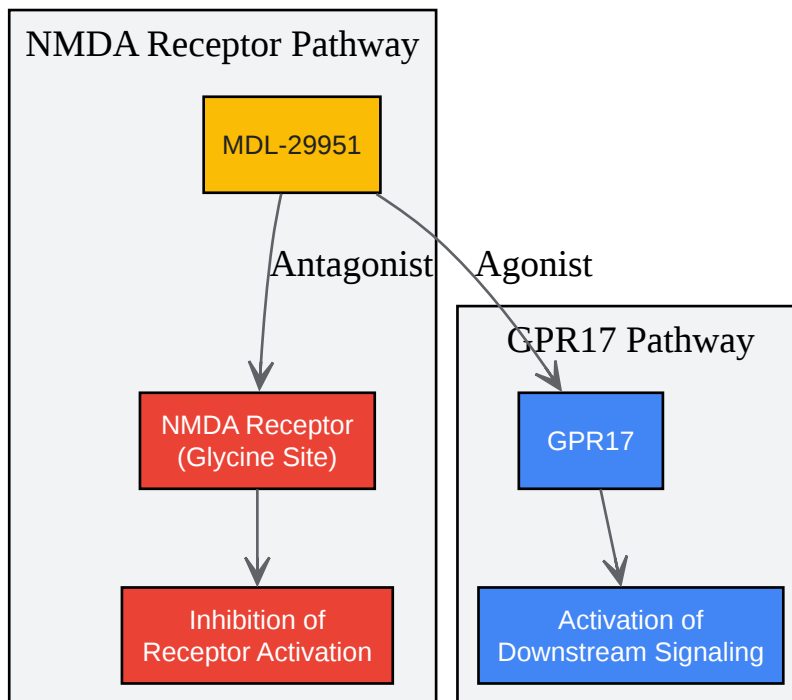 NMDA Receptor Pathway
MDL-29951
Antagonist
Agonist
GPR17 Pathway
NMDA Receptor
(Glycine Site)
GPR17
Inhibition of
Receptor Activation
Activation of
Downstream Signaling